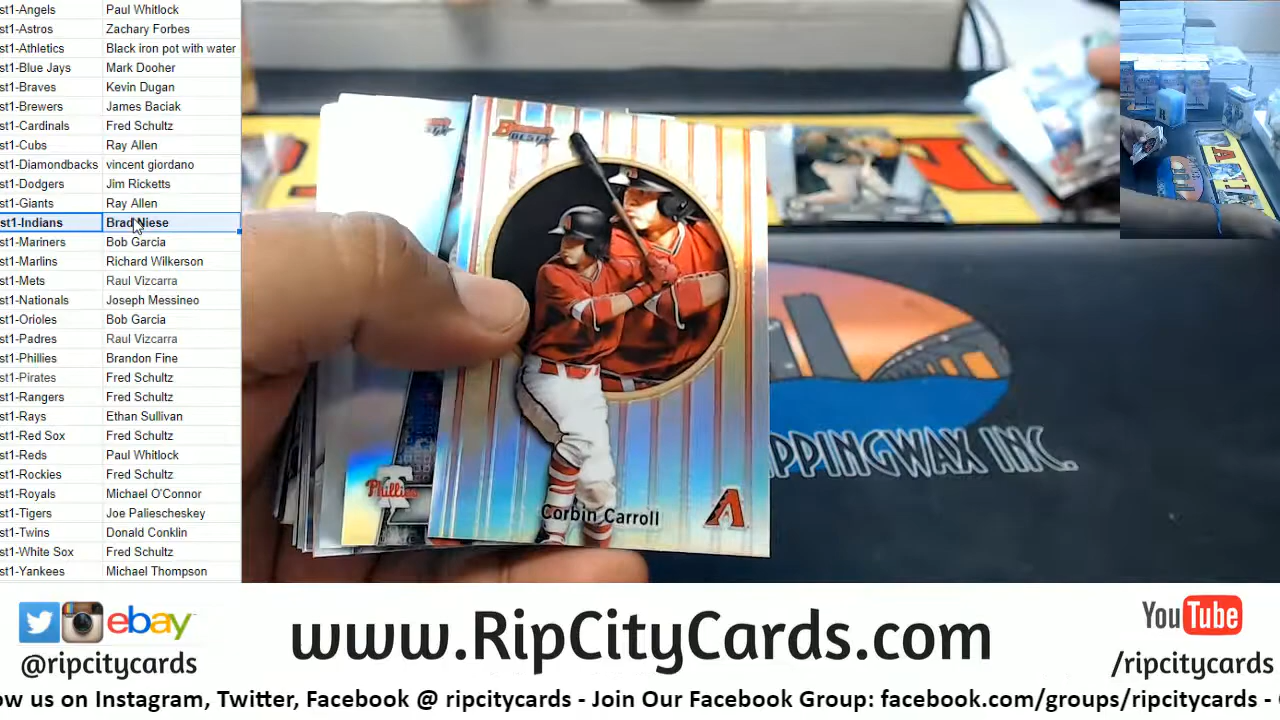 st1-Angels Paul Whitlock
st1-Astros Zachary Forbes
st1-Athletics Black iron pot with water
st1-Blue Jays Mark Dooher
st1-Braves Kevin Dugan
st1-Brewers James Baciak
st1-Cardinals Fred Schultz
st1-Cubs Ray Allen
st1-Diamondbacks vincent giordano
st1-Dodgers Jim Ricketts
st1-Giants Ray Allen
st1-Indians Brad Niese
st1-Mariners Bob Garcia
st1-Marlins Richard Wilkerson
st1-Mets Raul Vizcarra
st1-Nationals Joseph Messineo
st1-Orioles Bob Garcia
st1-Padres Raul Vizcarra
st1-Phillies Brandon Fine
st1-Pirates Fred Schultz
st1-Rangers Fred Schultz
st1-Rays Ethan Sullivan
st1-Red Sox Fred Schultz
st1-Reds Paul Whitlock
st1-Rockies Fred Schultz
st1-Royals Michael O'Connor
st1-Tigers Joe Paliescheskey
st1-Twins Donald Conklin
st1-White Sox Fred Schultz
st1-Yankees Michael Thompson
Bowman's
BEST
Phillies
Corbin Carroll
A
PPINGWAX INC.
ebay
@ripcitycards
www.RipCityCards.com
YouTube
/ripcitycards
ow us on Instagram, Twitter, Facebook @ ripcitycards - Join Our Facebook Group: facebook.com/groups/ripcitycards -